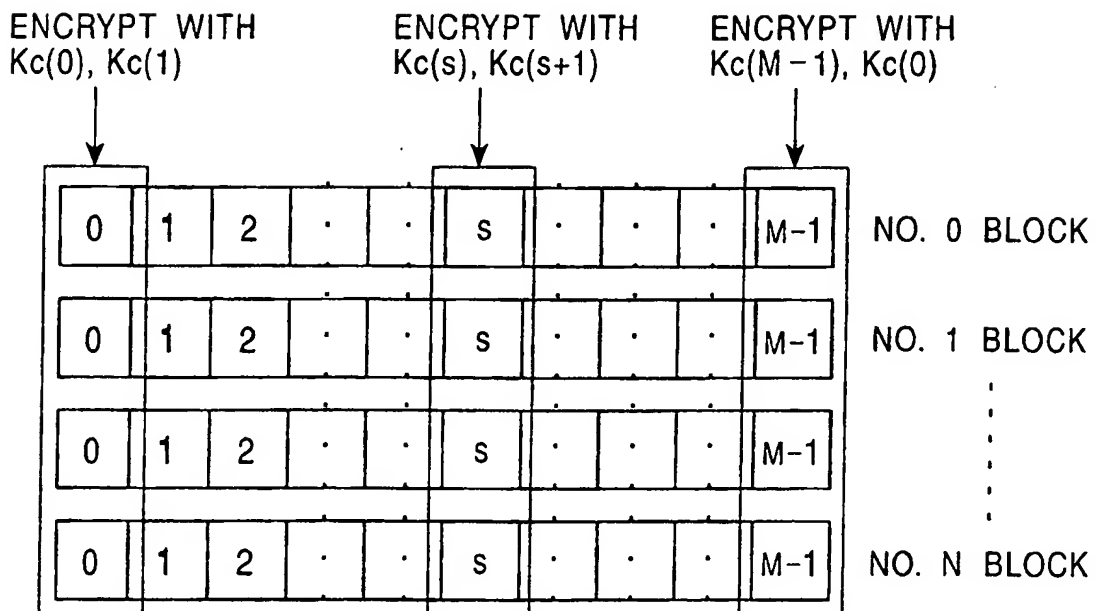 ENCRYPT WITH
Kc(0), Kc(1)
ENCRYPT WITH
Kc(s), Kc(s+1)
ENCRYPT WITH
Kc(M-1), Kc(0)
0 1 2 · · s · · · M-1 NO. 0 BLOCK
0 1 2 · · s · · · M-1 NO. 1 BLOCK
0 1 2 · · s · · · M-1
0 1 2 · · s · · · M-1 NO. N BLOCK